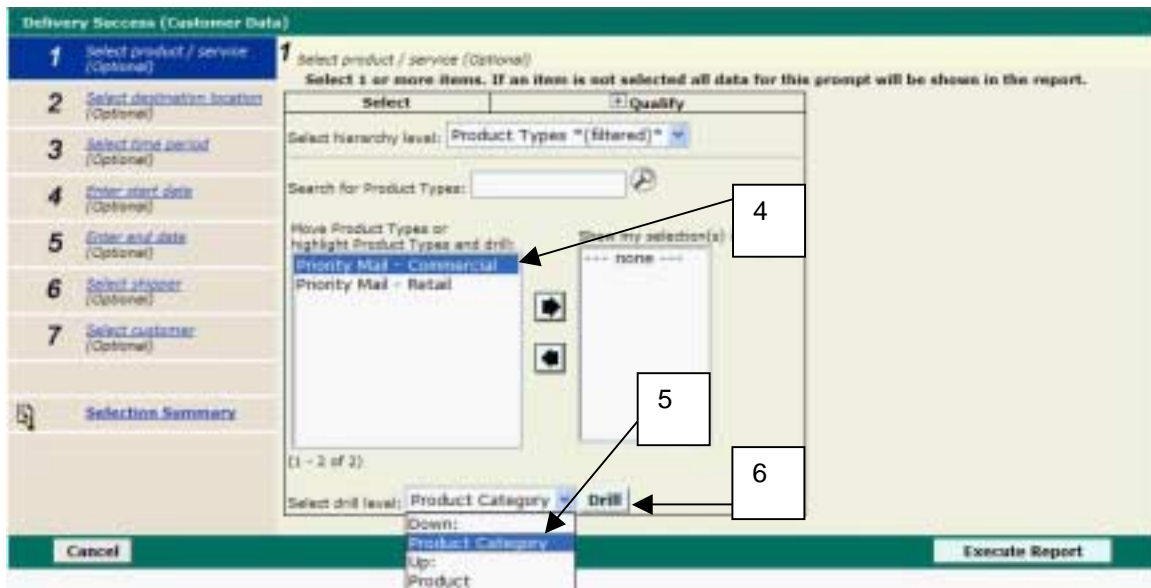 Delivery Success (Customer Data)
1 Select product / service
(Optional)
2 Select destination location
(Optional)
3 Select time period
(Optional)
4 Enter start date
(Optional)
5 Enter end date
(Optional)
6 Select shipper
(Optional)
7 Select customer
(Optional)
Selection Summary
1 Select product / service (Optional)
Select 1 or more items. If an item is not selected all data for this prompt will be shown in the report.
Select
Qualify
Select hierarchy level: Product Types *(filtered)*
Search for Product Types:
Move Product Types or
highlight Product Types and drill:
Priority Mail - Commercial
Priority Mail - Retail
Show my selection(s)
--- none ---
(1 - 2 of 2)
Select drill level: Product Category Drill
Down:
Product Category
Up:
Product
4
5
6
Cancel
Execute Report